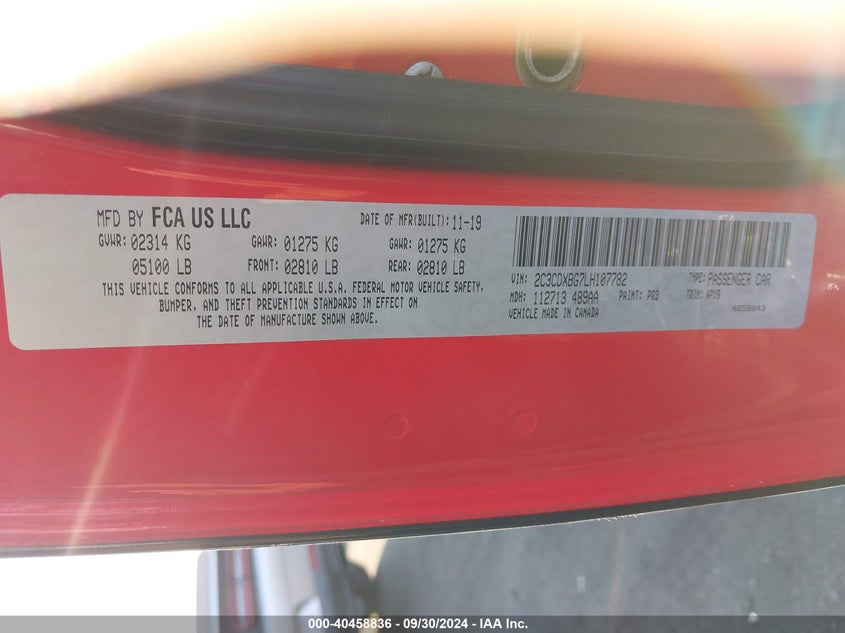 MFD BY FCA US LLC DATE OF MFR(BUILT): 11-19
GVWR: 02314 KG GAWR: 01275 KG GAWR: 01275 KG
05100 LB FRONT: 02810 LB REAR: 02810 LB
THIS VEHICLE CONFORMS TO ALL APPLICABLE U.S.A. FEDERAL MOTOR VEHICLE SAFETY,
BUMPER, AND THEFT PREVENTION STANDARDS IN EFFECT ON
THE DATE OF MANUFACTURE SHOWN ABOVE.
VIN: 2C3CDXBG7LH107782 TYPE: PASSENGER CAR
MDH: 112713 489AA PAINT: PR3 TRIM: APX9
VEHICLE MADE IN CANADA 4650843
000-40458836 - 09/30/2024 - IAA Inc.